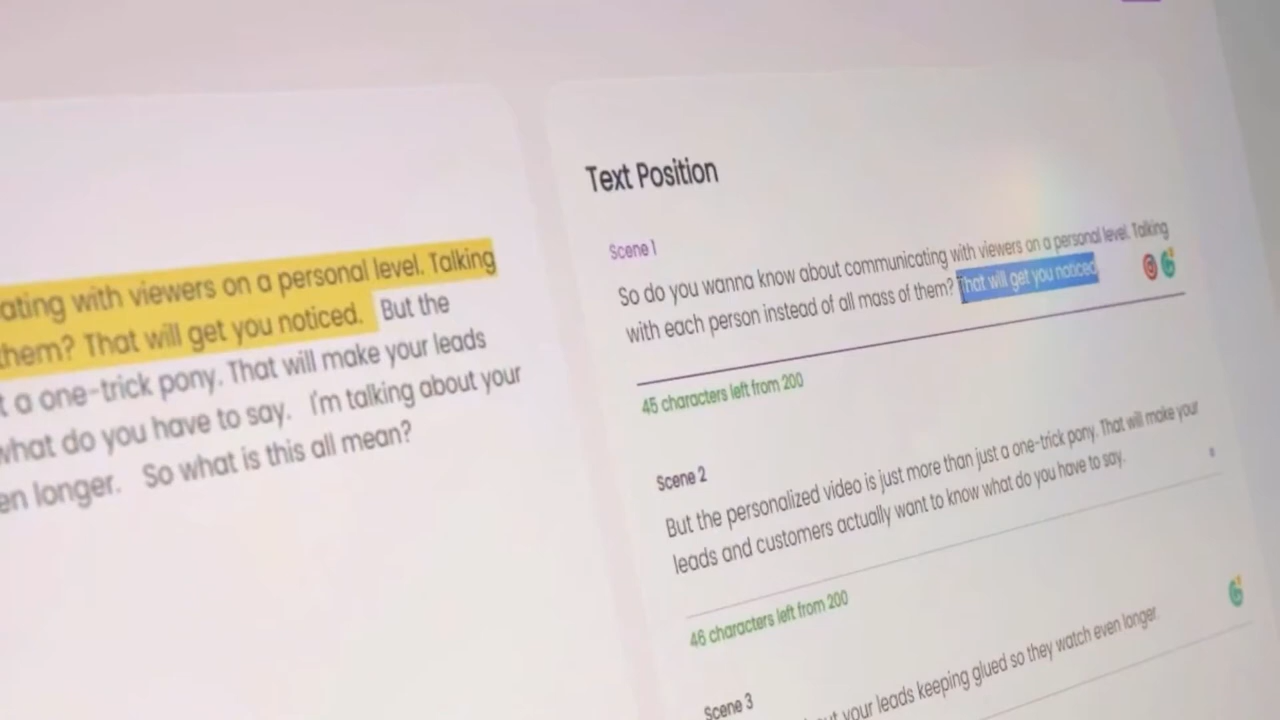 ating with viewers on a personal level. Talking
them? That will get you noticed. But the
t a one-trick pony. That will make your leads
what do you have to say. I'm talking about your
en longer. So what is this all mean?
Text Position
Scene 1
So do you wanna know about communicating with viewers on a personal level. Talking
with each person instead of all mass of them? That will get you noticed.
45 characters left from 200
Scene 2
But the personalized video is just more than just a one-trick pony. That will make your
leads and customers actually want to know what do you have to say.
46 characters left from 200
Scene 3
your leads keeping glued so they watch even longer.